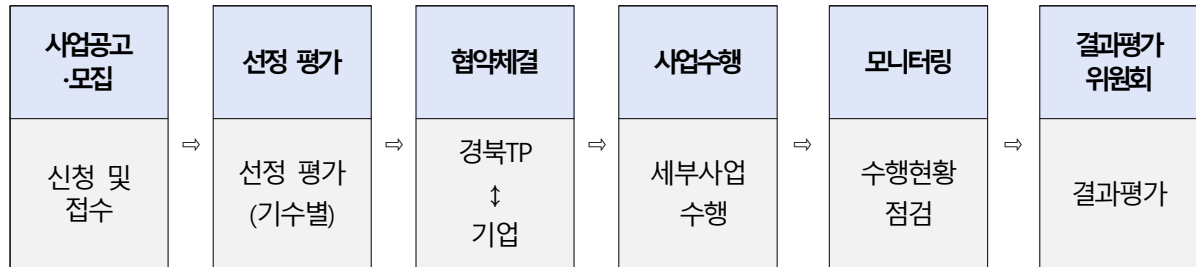 사업공고
·모집
신청 및
접수
⇨
선정 평가
선정 평가
(기수별)
⇨
협약체결
경북TP
↕
기업
⇨
사업수행
세부사업
수행
⇨
모니터링
수행현황
점검
⇨
결과평가
위원회
결과평가